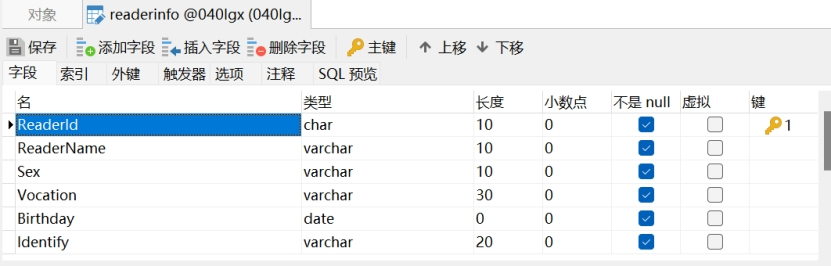 对象 readerinfo @040lgx (040lg...
保存 添加字段 插入字段 删除字段 主键 上移 下移
字段 索引 外键 触发器 选项 注释 SQL 预览
名 类型 长度 小数点 不是 null 虚拟 键
ReaderId char 10 0 1
ReaderName varchar 10 0
Sex varchar 10 0
Vocation varchar 30 0
Birthday date 0 0
Identify varchar 20 0